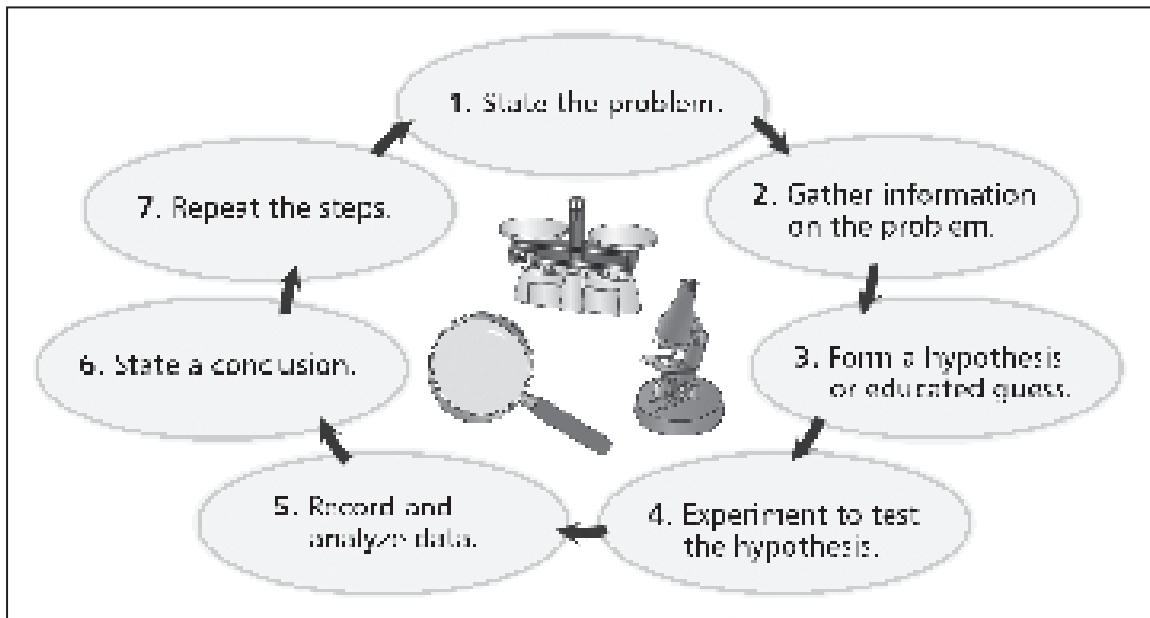 1. State the problem.
2. Gather information
on the problem.
3. Form a hypothesis
or educated guess.
4. Experiment to test
the hypothesis.
5. Record and
analyze data.
6. State a conclusion.
7. Repeat the steps.